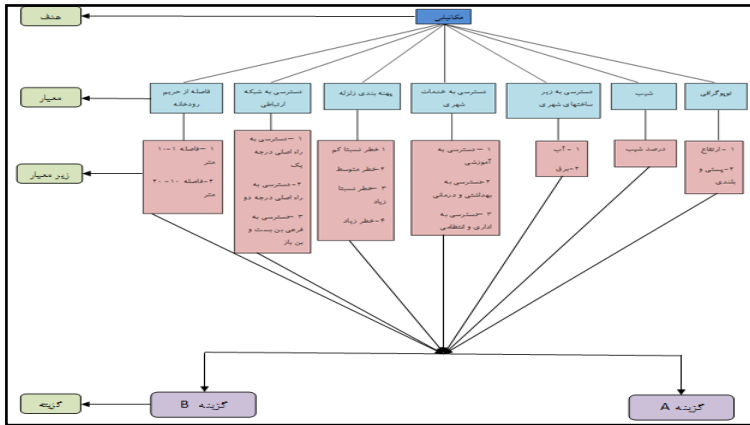 هدف
مکانیابی
معیار
توپوگرافی
شیب
دسترسی به زیر
ساختهای شهری
دسترسی به خدمات
شهری
پهنه بندی زلزله
دسترسی به شبکه
ارتباطی
فاصله از حریم
رودخانه
زیر معیار
۱ -ارتفاع
۲-پستی و
بلندی
درصد شیب
۱ - آب
۲-برق
۱ -دسترسی به
آموزشی
۲-دسترسی به
بهداشتی و درمانی
۳ -دسترسی به
اداری و انتظامی
۱ خطر نسبتا کم
۲-خطر متوسط
۳ -خطر نسبتا
زیاد
۴-خطر زیاد
۱ -دسترسی به
راه اصلی درجه
یک
۲-دسترسی به
راه اصلی درجه دو
۳ -دسترسی به
فرعی بن بست و
بن باز
۱ -فاصله ۱-۱۰
متر
۲-فاصله ۱۰- ۲۰
متر
گزینه
گزینه A
گزینه B